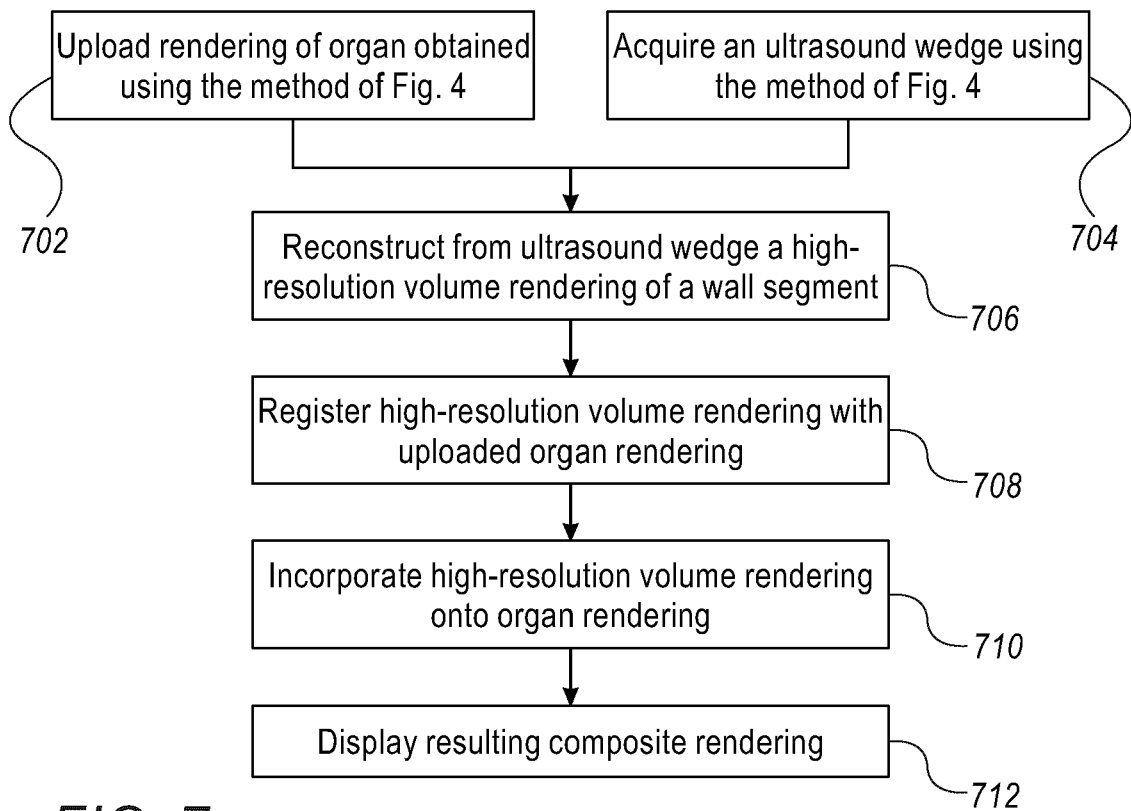 Upload rendering of organ obtained
using the method of Fig. 4
Acquire an ultrasound wedge using
the method of Fig. 4
702
704
Reconstruct from ultrasound wedge a high-
resolution volume rendering of a wall segment
706
Register high-resolution volume rendering with
uploaded organ rendering
708
Incorporate high-resolution volume rendering
onto organ rendering
710
Display resulting composite rendering
712
FIG. 7